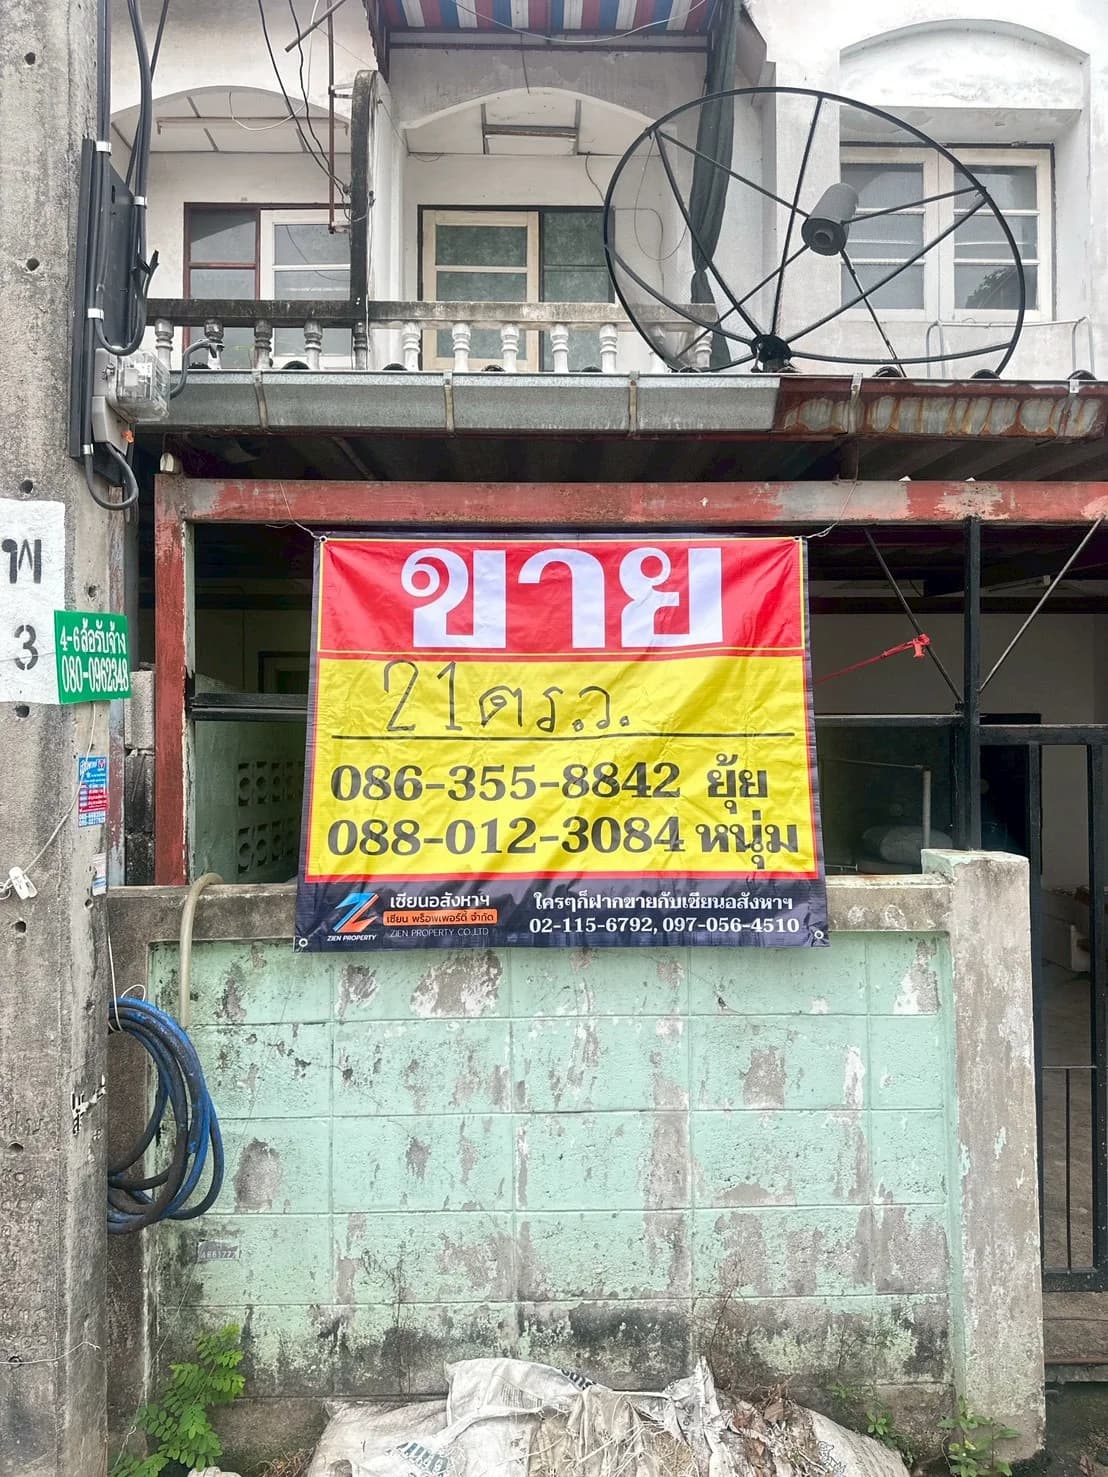 ขาย
21 ตร.ว.
086-355-8842 ยุ้ย
088-012-3084 หนุ่ม
เซียนอสังหาฯ
เซียน พร็อพเพอร์ตี้ จำกัด
ZIEN PROPERTY CO.,LTD
ZIEN PROPERTY
ใครๆก็ฝากขายกับเซียนอสังหาฯ
02-115-6792, 097-056-4510
พ
3
4-6ล้อรับจ้าง
080-0962348